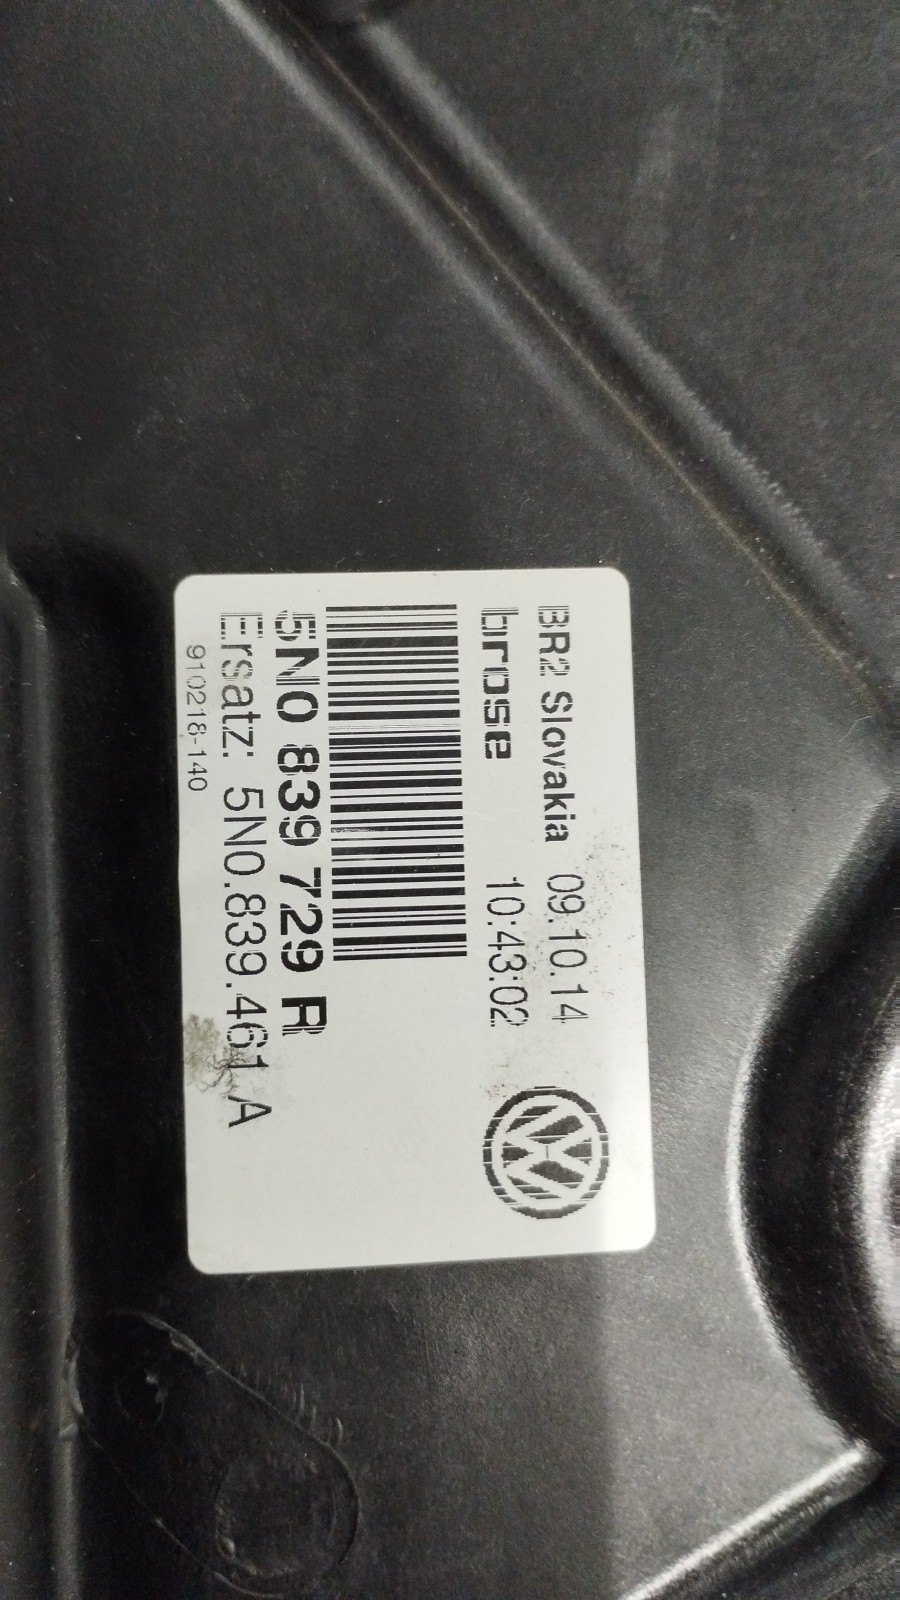 BR2 Slovakia 09.10.14
brose 10:43:02
5N0 839 729 R
Ersatz: 5N0.839.461 A
910218-140